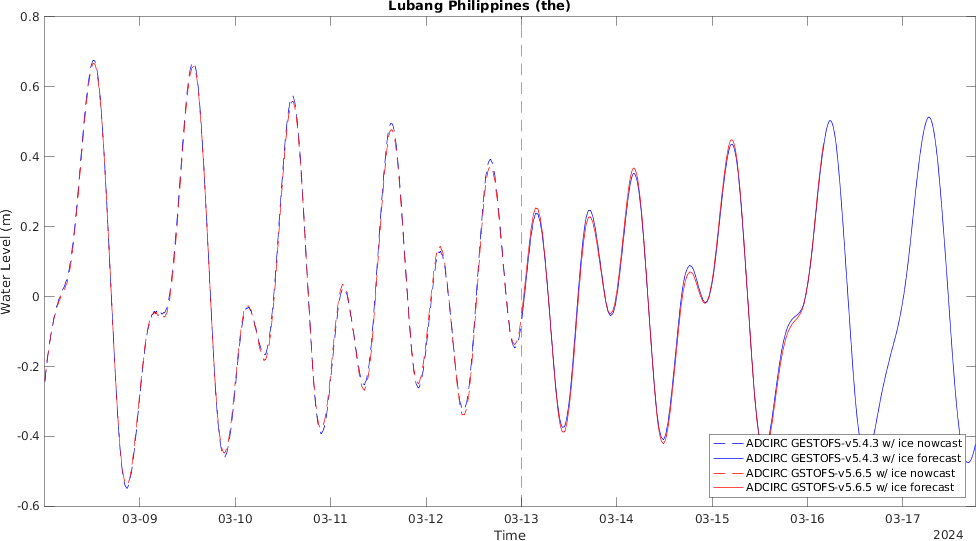 Lubang Philippines (the)
0.8
0.6
0.4
0.2
0
-0.2
-0.4
-0.6
Water Level (m)
ADCIRC GESTOFS-v5.4.3 w/ ice nowcast
ADCIRC GESTOFS-v5.4.3 w/ ice forecast
ADCIRC GSTOFS-v5.6.5 w/ ice nowcast
ADCIRC GSTOFS-v5.6.5 w/ ice forecast
03-09 03-10 03-11 03-12 03-13 03-14 03-15 03-16 03-17
Time
2024